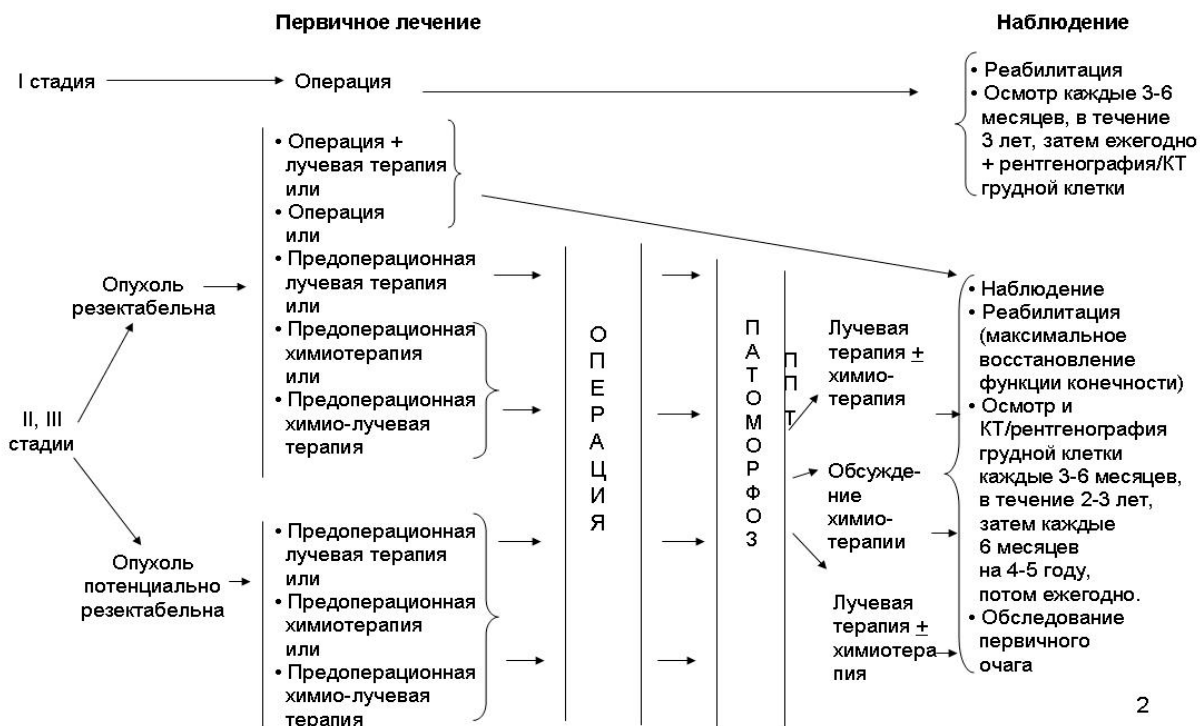 Первичное лечение
Наблюдение
I стадия
Операция
• Реабилитация
• Осмотр каждые 3-6
месяцев, в течение
3 лет, затем ежегодно
+ рентгенография/КТ
грудной клетки
• Операция +
лучевая терапия
или
• Операция
или
• Предоперационная
лучевая терапия
или
• Предоперационная
химиотерапия
или
• Предоперационная
химио-лучевая
терапия
Опухоль
резектабельна
II, III
стадии
Опухоль
потенциально
резектабельна
• Предоперационная
лучевая терапия
или
• Предоперационная
химиотерапия
или
• Предоперационная
химио-лучевая
терапия
ОПЕРАЦИЯ
ПАТОМОРФОЗ
П
П
Т
Лучевая
терапия ±
химио-
терапия
Обсужде-
ние
химио-
терапии
Лучевая
терапия ±
химиотера
пия
• Наблюдение
• Реабилитация
(максимальное
восстановление
функции конечности)
• Осмотр и
КТ/рентгенография
грудной клетки
каждые 3-6 месяцев,
в течение 2-3 лет,
затем каждые
6 месяцев
на 4-5 году,
потом ежегодно.
• Обследование
первичного
очага
2